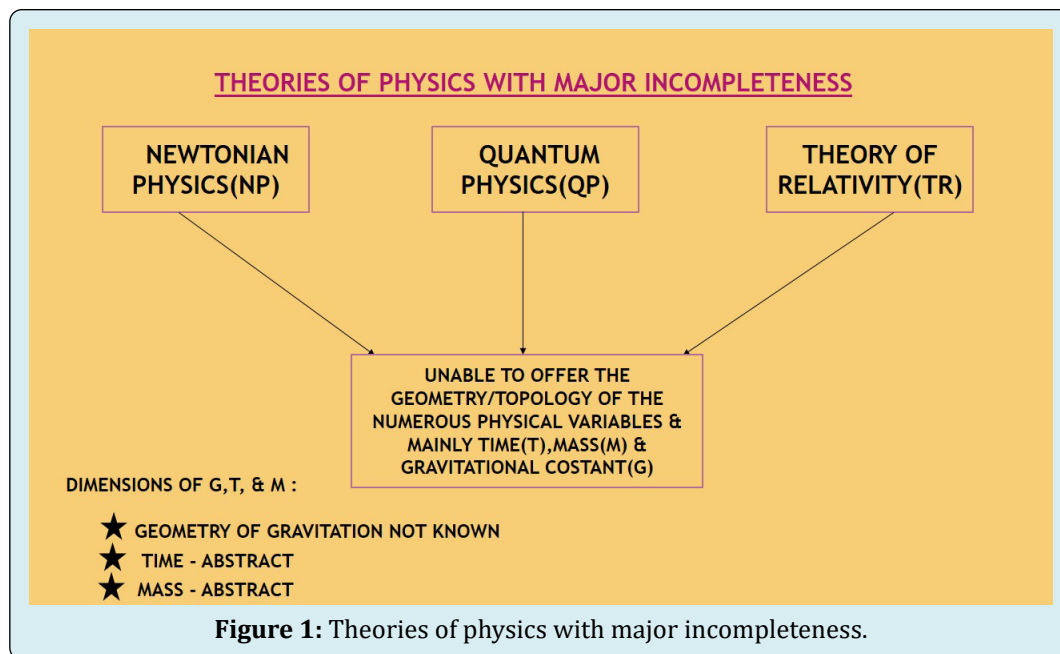 THEORIES OF PHYSICS WITH MAJOR INCOMPLETENESS
NEWTONIAN
PHYSICS(NP)
QUANTUM
PHYSICS(QP)
THEORY OF
RELATIVITY(TR)
UNABLE TO OFFER THE
GEOMETRY/TOPOLOGY OF THE
NUMEROUS PHYSICAL VARIABLES &
MAINLY TIME(T),MASS(M) &
GRAVITATIONAL COSTANT(G)
DIMENSIONS OF G,T, & M :
GEOMETRY OF GRAVITATION NOT KNOWN
TIME - ABSTRACT
MASS - ABSTRACT
Figure 1: Theories of physics with major incompleteness.